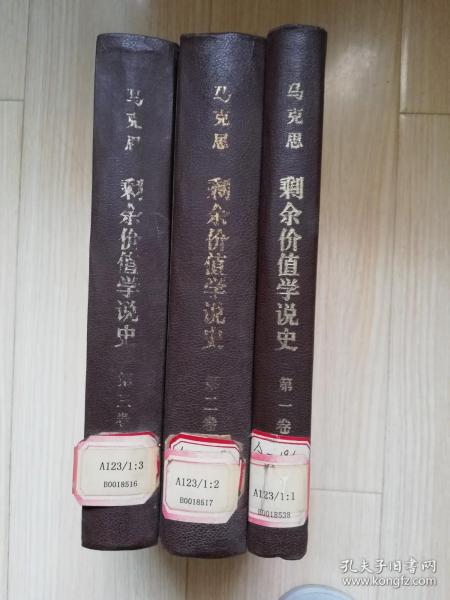 马克思
剩余价值学说史
第三卷
A123/1:3
B0018516
马克思
剩余价值学说史
第二卷
A123/1:2
B0018517
马克思
剩余价值学说史
第一卷
A123/1:1
B0018538
孔夫子旧书网
www.kongfz.com